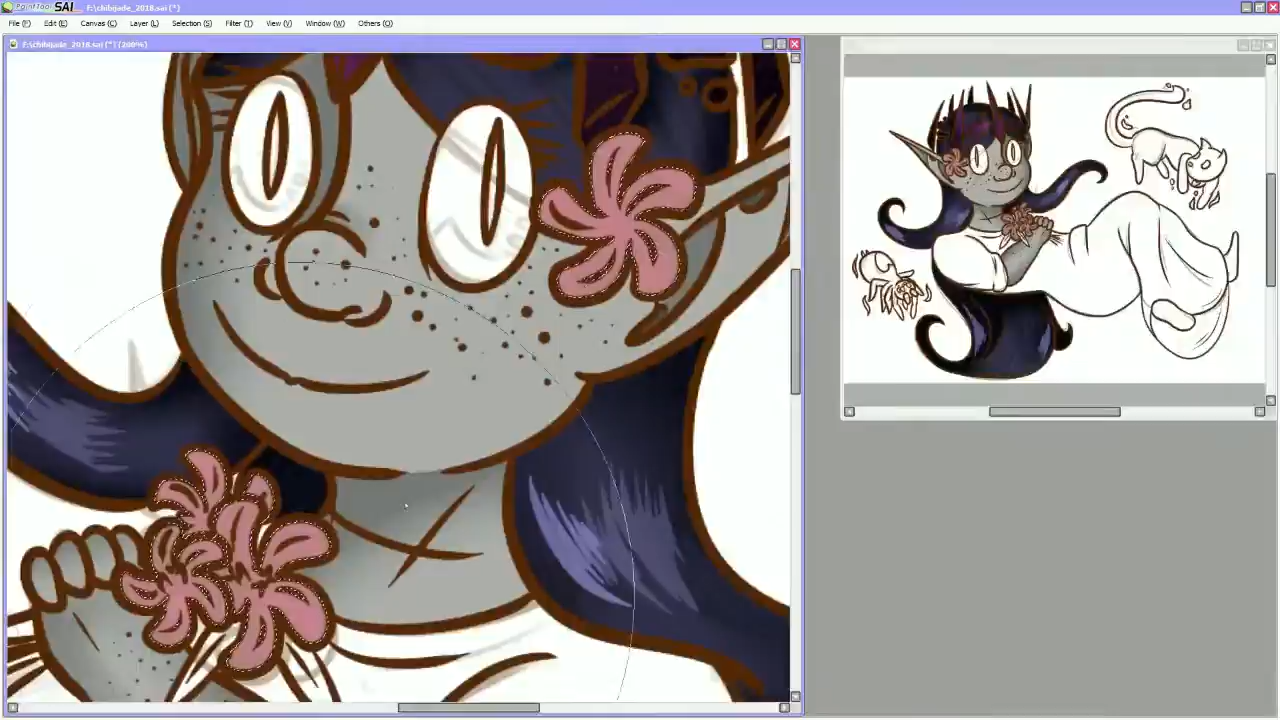 PaintTool SAI F:\chibijade_2018.sai (*)
File (F) Edit (E) Canvas (C) Layer (L) Selection (S) Filter (T) View (V) Window (W) Others (O)
F:\chibijade_2018.sai (*) (200%)